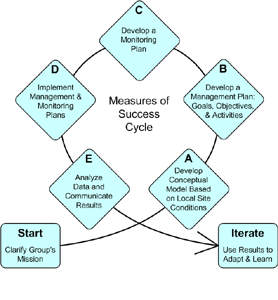 C
Develop a
Monitoring
Plan
D
Implement
Management &
Monitoring
Plans
Measures of
Success
Cycle
B
Develop a
Management Plan:
Goals, Objectives,
& Activities
E
Analyze
Data and
Communicate
Results
A
Develop
Conceptual
Model Based
on Local Site
Conditions
Start
Clarify Group's
Mission
Iterate
Use Results to
Adapt & Learn